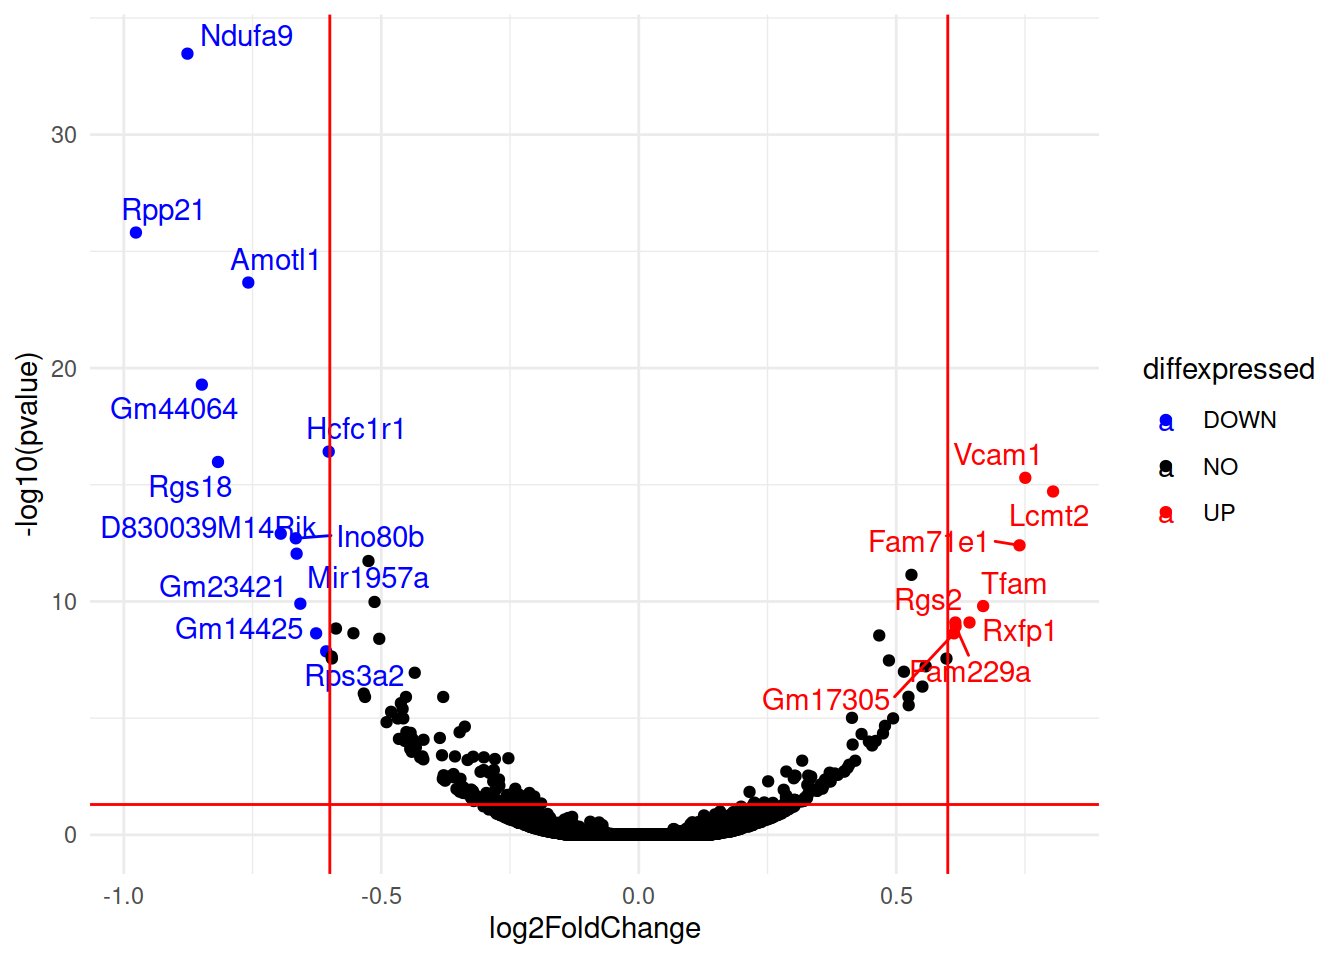 Ndufa9
30
Rpp21
Amotl1
20
Gm44064
Hcfc1r1
Vcam1
Rgs18
Lcmt2
D830039M14Rik
Ino80b
Fam71e1
Mir1957a
Gm23421
Tfam
Rgs2
10
Gm14425
Rxfp1
Rps3a2
Fam229a
Gm17305
0
-1.0
-0.5
0.0
0.5
log2FoldChange
-log10(pvalue)
diffexpressed
a DOWN
a NO
a UP